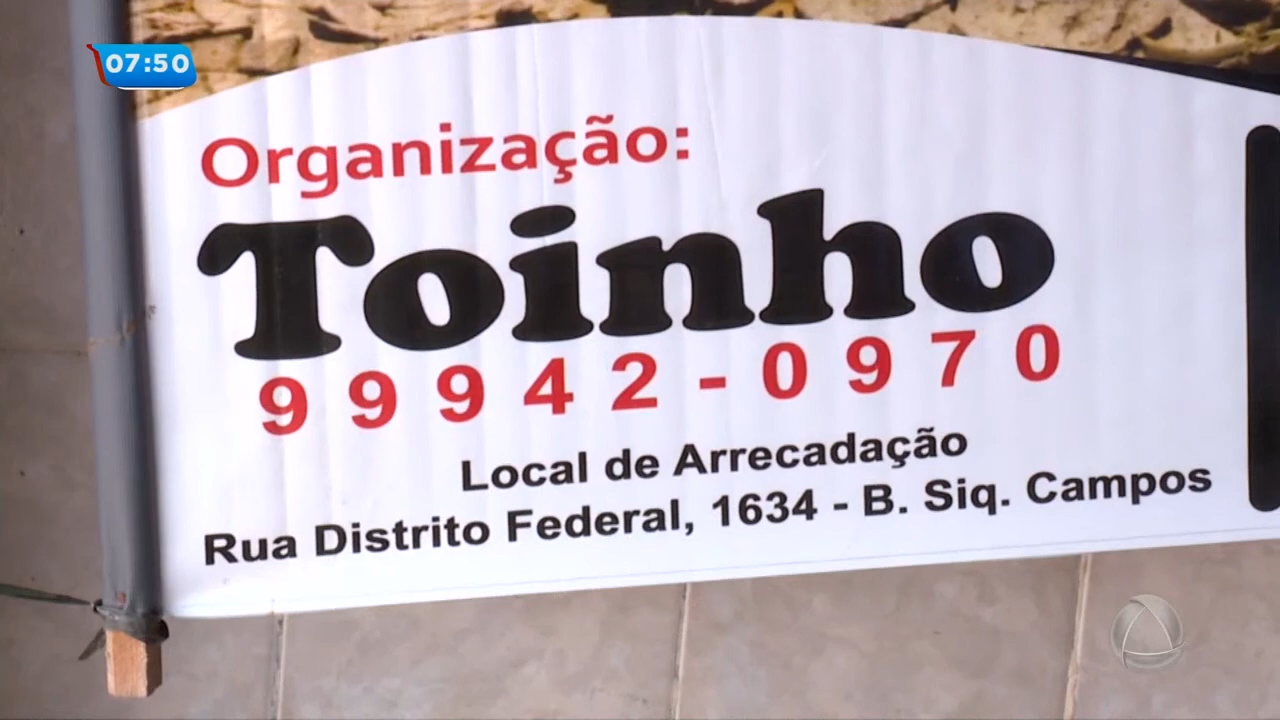 07:50
Organização:
Toinho
99942-0970
Local de Arrecadação
Rua Distrito Federal, 1634 - B. Siq. Campos